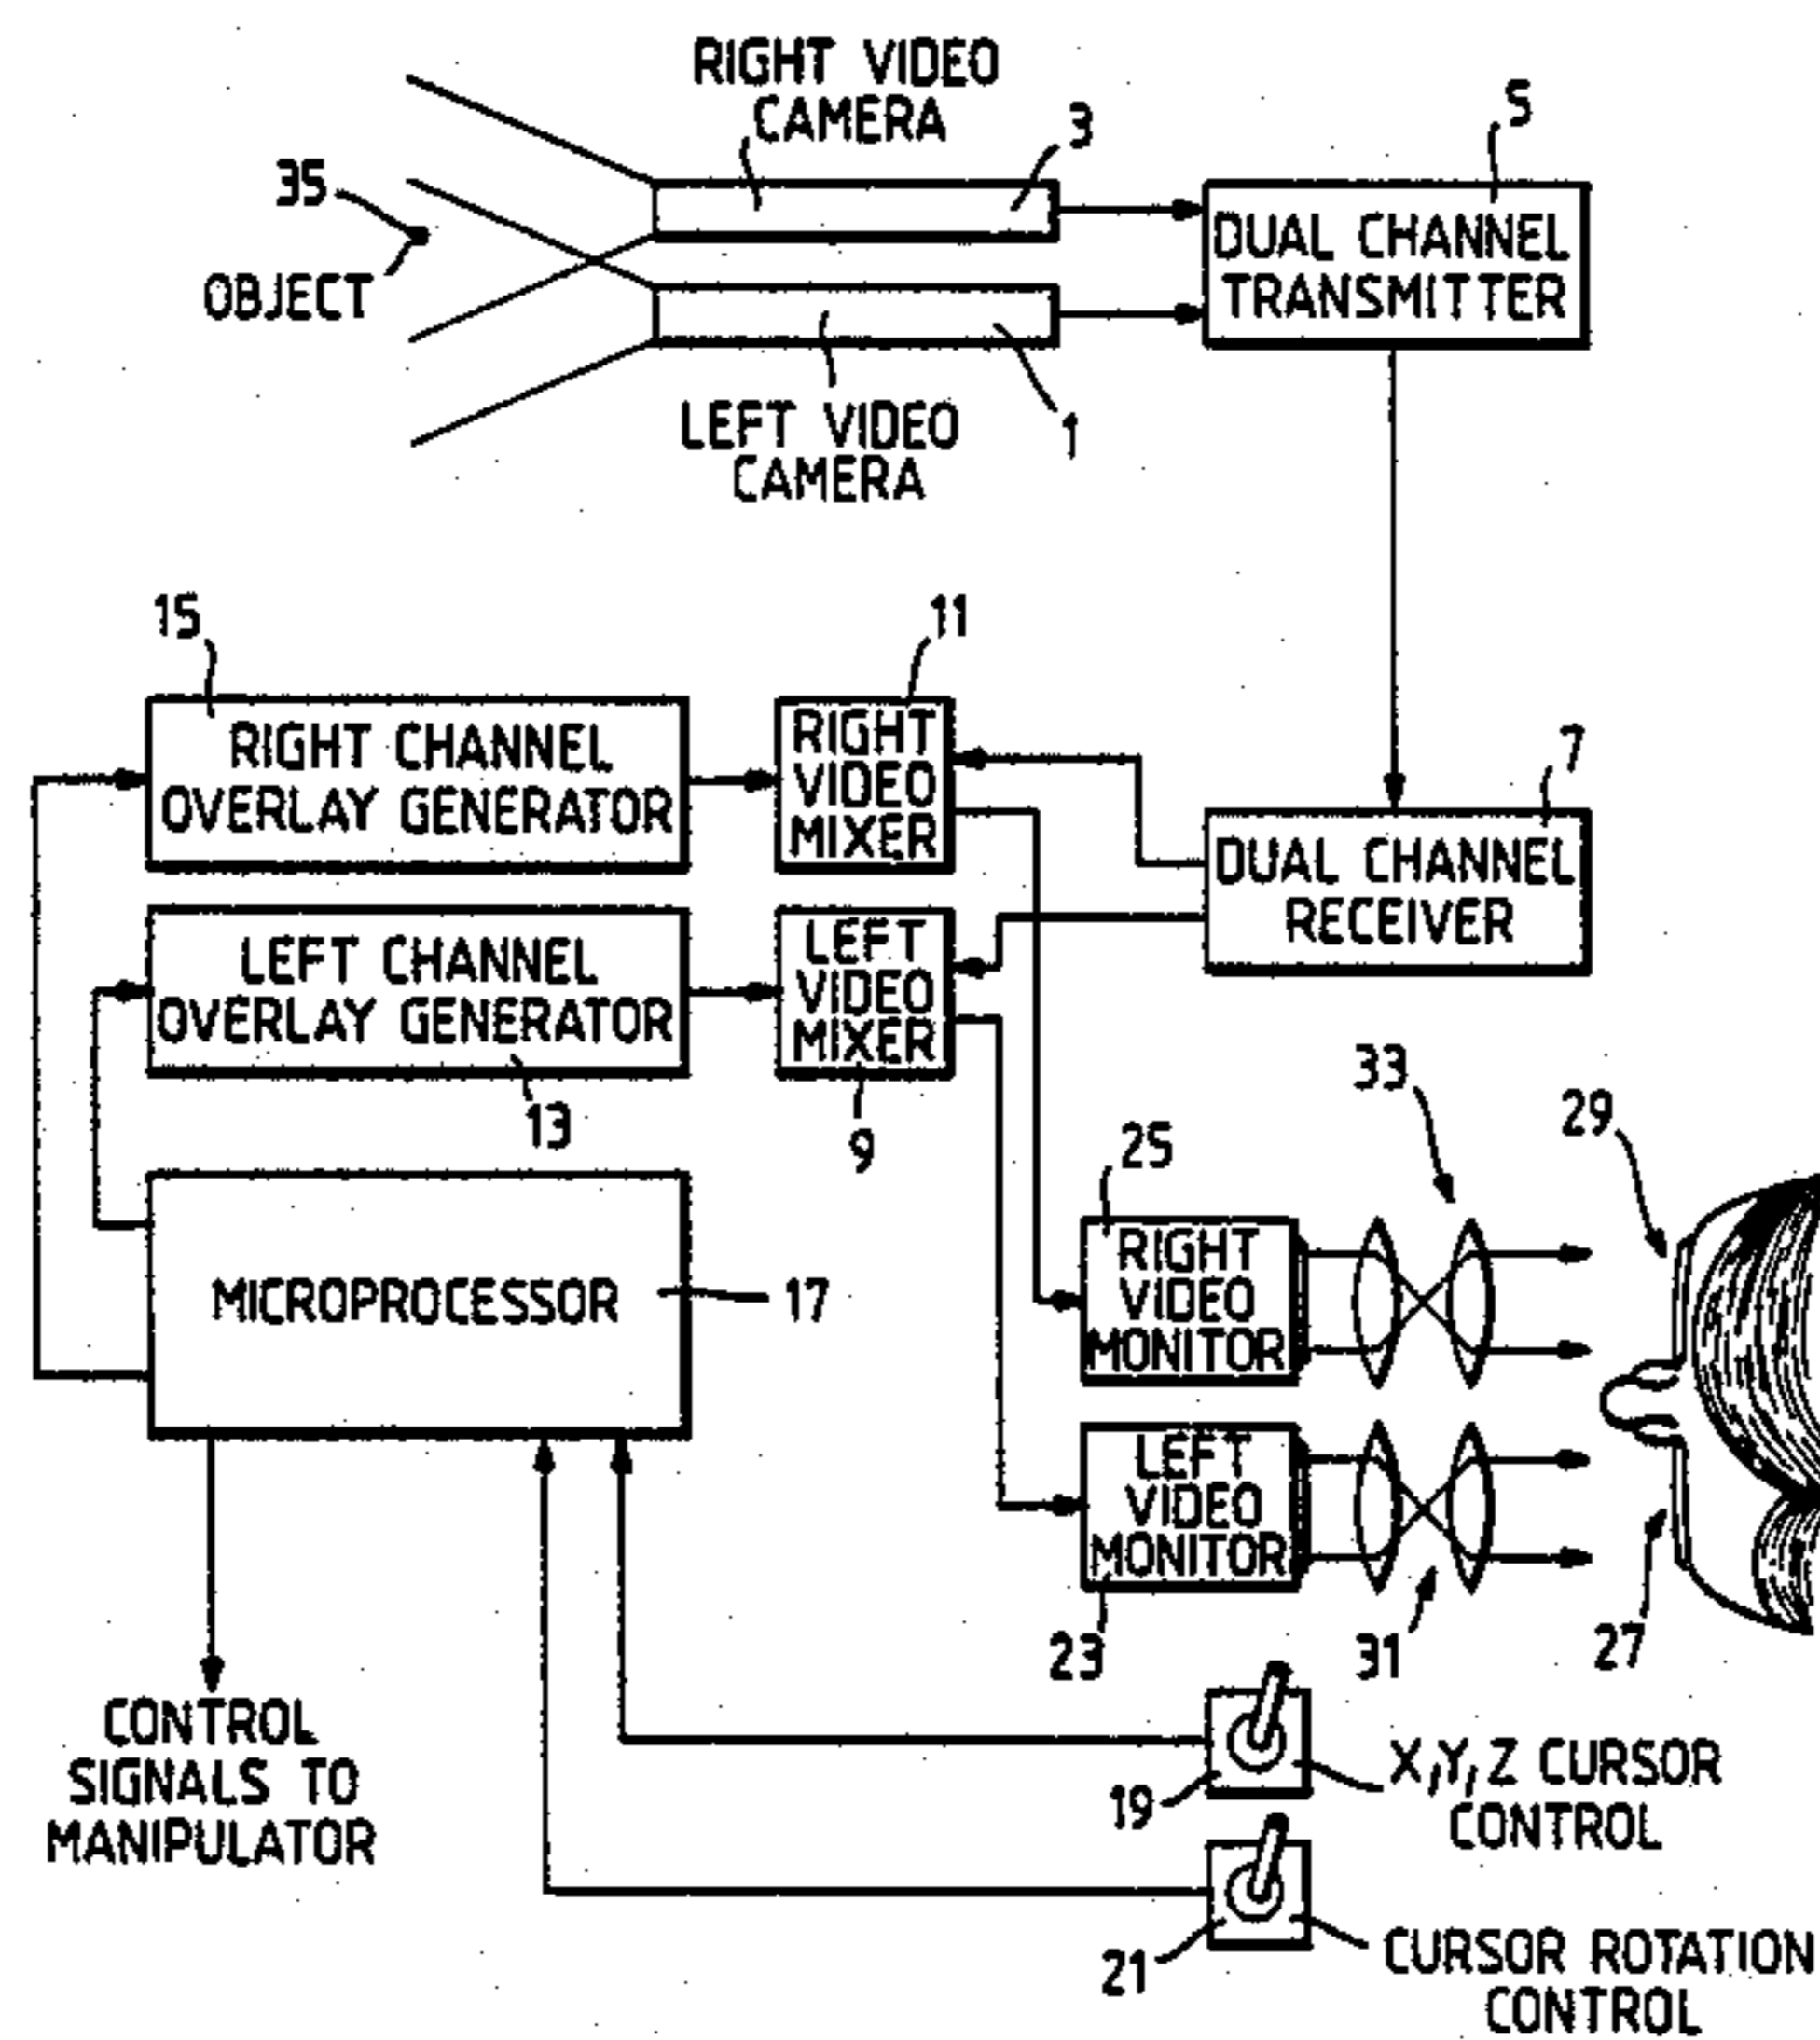 RIGHT VIDEO
CAMERA
3
5
35
OBJECT
DUAL CHANNEL
TRANSMITTER
LEFT VIDEO
CAMERA
1
15
11
7
RIGHT CHANNEL
OVERLAY GENERATOR
RIGHT
VIDEO
MIXER
DUAL CHANNEL
RECEIVER
LEFT CHANNEL
OVERLAY GENERATOR
LEFT
VIDEO
MIXER
13
9
33
29
25
MICROPROCESSOR
17
RIGHT
VIDEO
MONITOR
LEFT
VIDEO
MONITOR
23
31
27
CONTROL
SIGNALS TO
MANIPULATOR
19
X,Y,Z CURSOR
CONTROL
21
CURSOR ROTATION
CONTROL